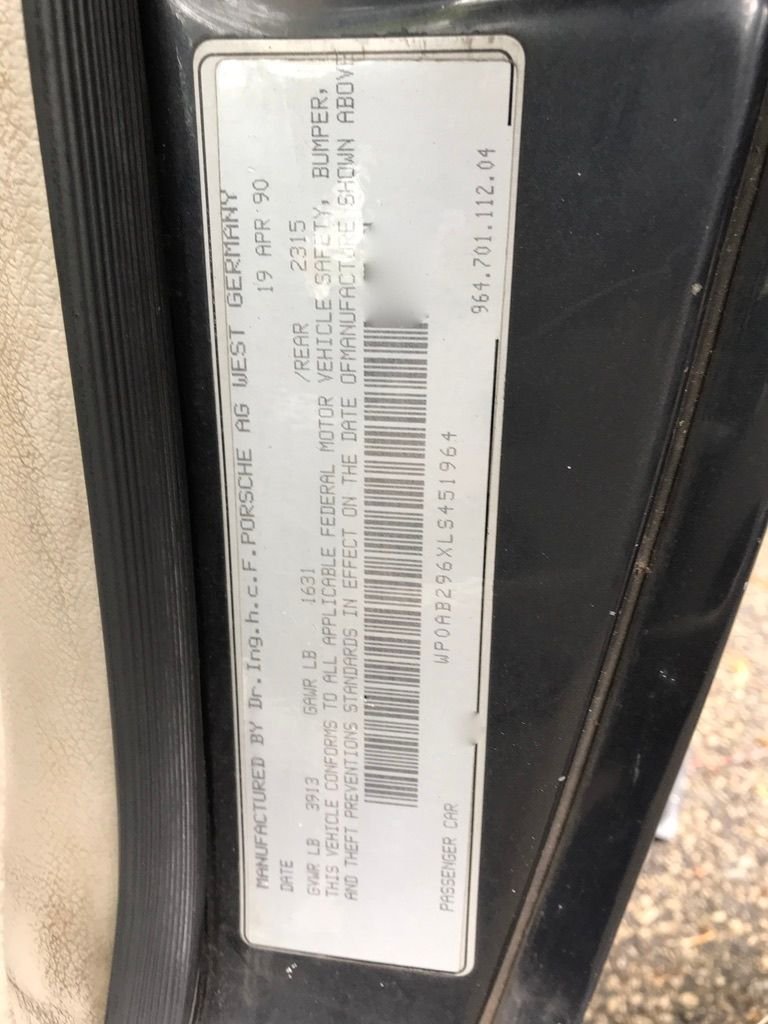 MANUFACTURED BY Dr.Ing.h.c.F.PORSCHE AG WEST GERMANY
DATE 19 APR 90
GVWR LB 3913 GAWR LB 1631 /REAR 2315
THIS VEHICLE CONFORMS TO ALL APPLICABLE FEDERAL MOTOR VEHICLE SAFETY, BUMPER,
AND THEFT PREVENTIONS STANDARDS IN EFFECT ON THE DATE OFMANUFACTURE SHOWN ABOVE
WP0AB296XLS451964
PASSENGER CAR 964.701.112.04